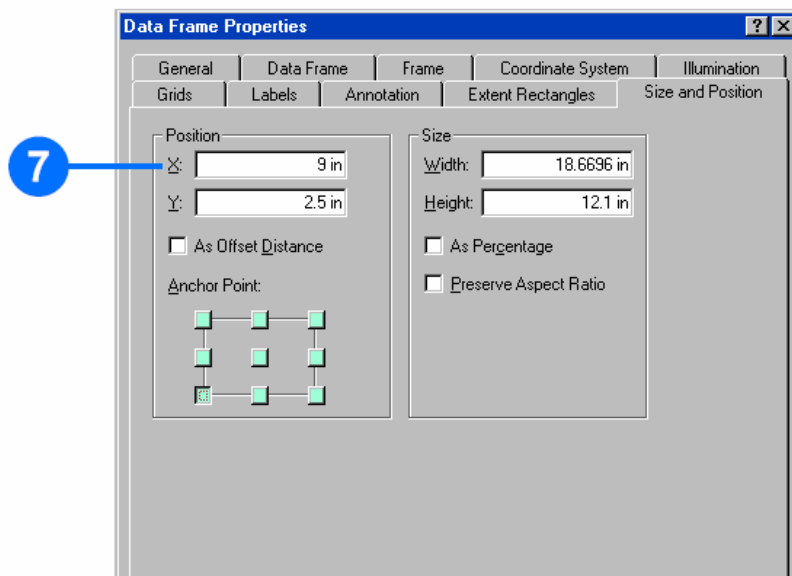 Data Frame Properties
General Data Frame Frame Coordinate System Illumination
Grids Labels Annotation Extent Rectangles Size and Position
Position Size
7 X: 9 in Width: 18.6696 in
Y: 2.5 in Height: 12.1 in
As Offset Distance As Percentage
Anchor Point: Preserve Aspect Ratio